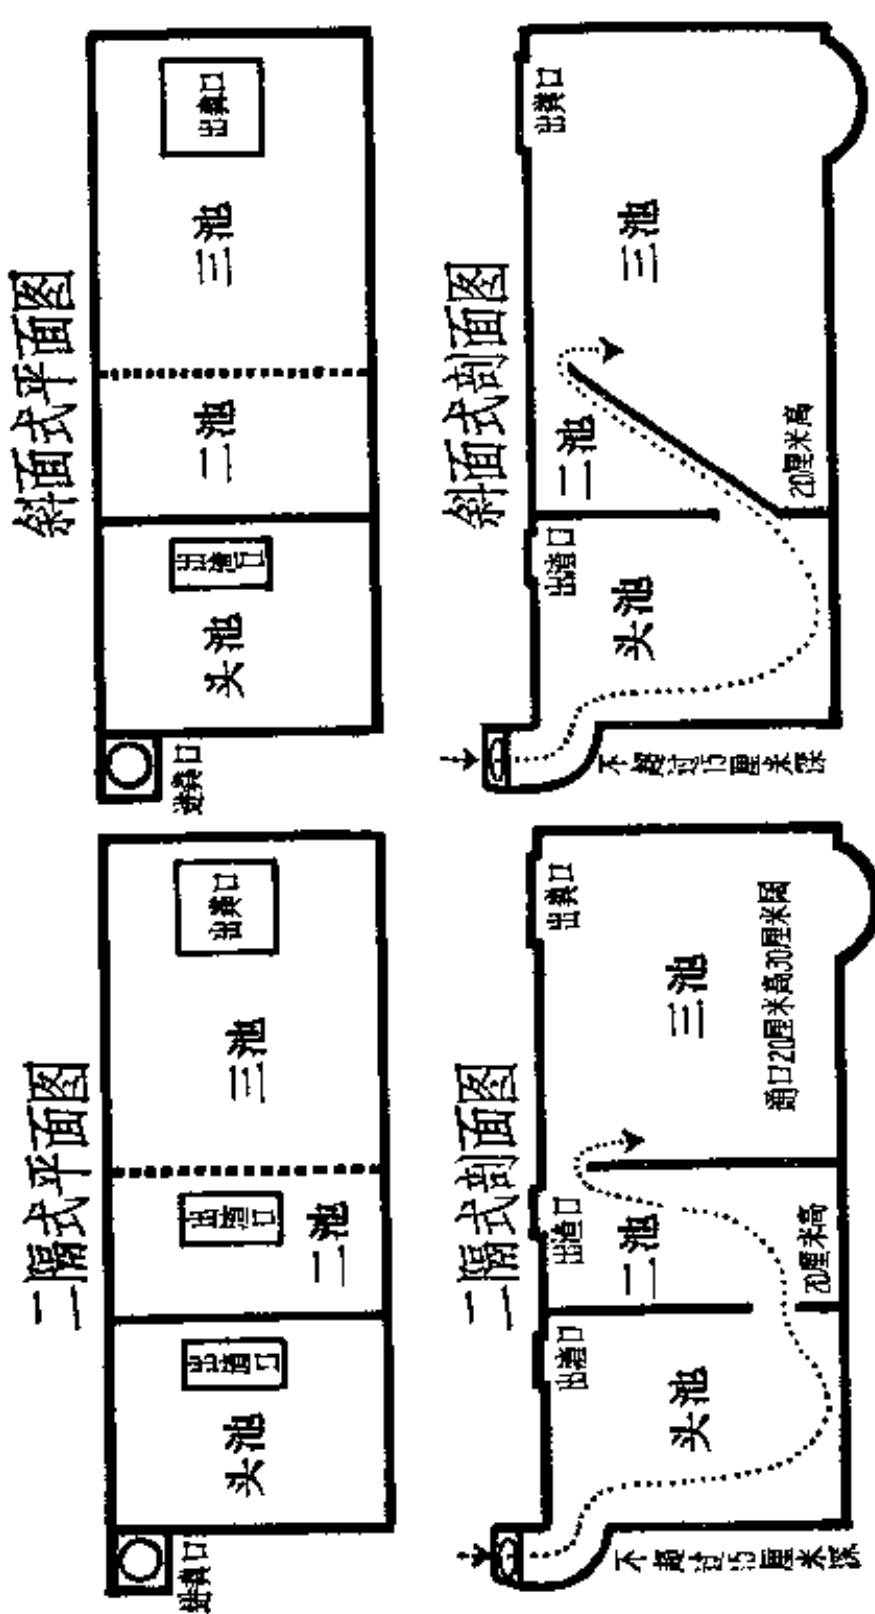 斜面式平面图
出粪口
三池
二池
出渣口
头池
进粪口
斜面式剖面图
出粪口
三池
二池
20厘米高
出渣口
头池
不超过15厘米深
二隔式平面图
出粪口
三池
出渣口
二池
出渣口
头池
进粪口
二隔式剖面图
出粪口
三池
通口20厘米高30厘米阔
出渣口
二池
20厘米高
出渣口
头池
不超过15厘米深